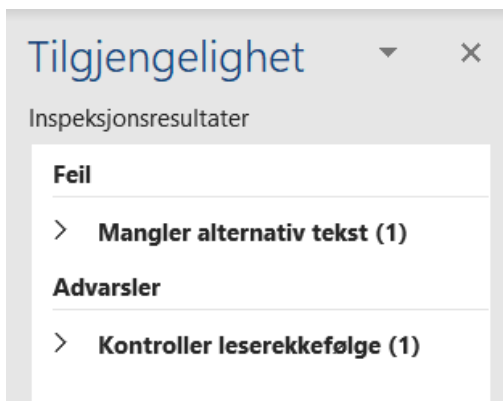 Tilgjengelighet
Inspeksjonsresultater
Feil
Mangler alternativ tekst (1)
Advarsler
Kontroller leserekkefølge (1)